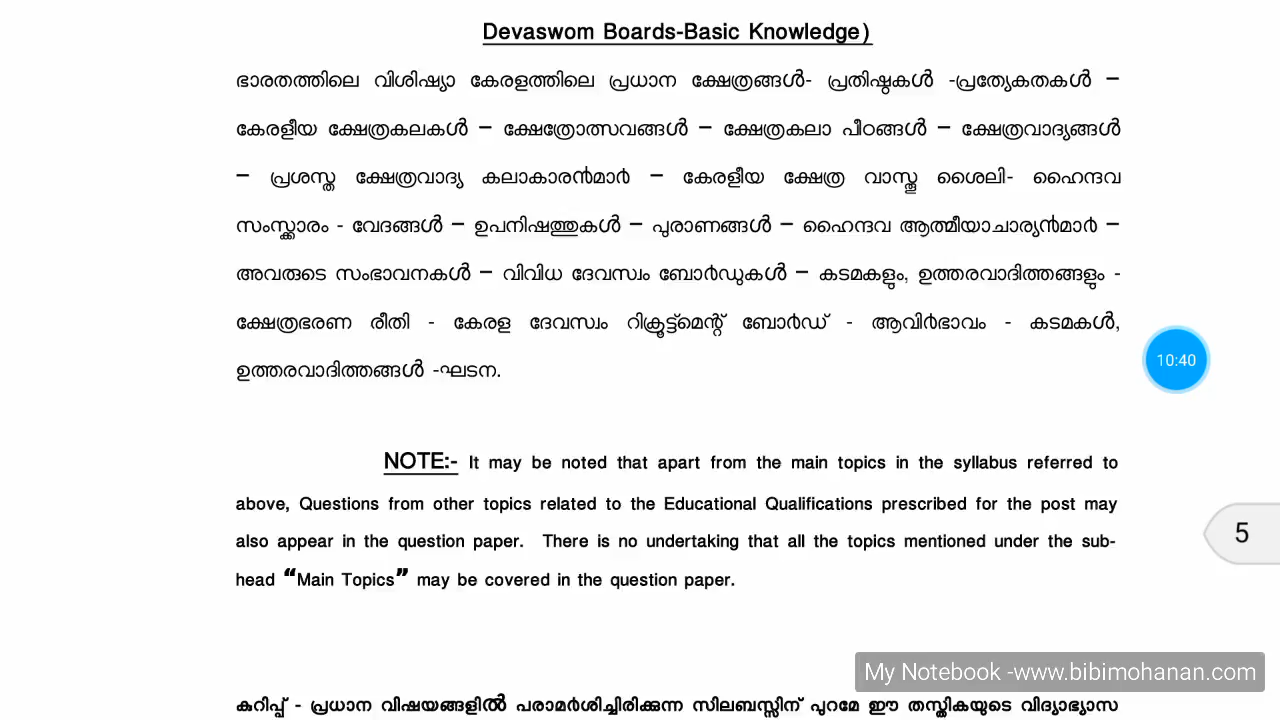 Devaswom Boards-Basic Knowledge)
ഭാരതത്തിലെ വിശിഷ്യാ കേരളത്തിലെ പ്രധാന ക്ഷേത്രങ്ങൾ- പ്രതിഷ്ഠകൾ -പ്രത്യേകതകൾ –
കേരളീയ ക്ഷേത്രകലകൾ – ക്ഷേത്രോത്സവങ്ങൾ – ക്ഷേത്രകലാ പീഠങ്ങൾ – ക്ഷേത്രവാദ്യങ്ങൾ
– പ്രശസ്ത ക്ഷേത്രവാദ്യ കലാകാരൻമാർ – കേരളീയ ക്ഷേത്ര വാസ്തു ശൈലി- ഹൈന്ദവ
സംസ്ക്കാരം - വേദങ്ങൾ – ഉപനിഷത്തുകൾ – പുരാണങ്ങൾ – ഹൈന്ദവ ആത്മീയാചാര്യൻമാർ –
അവരുടെ സംഭാവനകൾ – വിവിധ ദേവസ്വം ബോർഡുകൾ – കടമകളും, ഉത്തരവാദിത്തങ്ങളും -
ക്ഷേത്രഭരണ രീതി - കേരള ദേവസ്വം റിക്രൂട്ട്മെന്റ് ബോർഡ് - ആവിർഭാവം - കടമകൾ,
ഉത്തരവാദിത്തങ്ങൾ -ഘടന.
10:40
NOTE:- It may be noted that apart from the main topics in the syllabus referred to
above, Questions from other topics related to the Educational Qualifications prescribed for the post may
also appear in the question paper. There is no undertaking that all the topics mentioned under the sub-
head “Main Topics” may be covered in the question paper.
5
My Notebook -www.bibimohanan.com
കുറിപ്പ് - പ്രധാന വിഷയങ്ങളിൽ പരാമർശിച്ചിരിക്കുന്ന സിലബസ്സിന് പുറമേ ഈ തസ്തികയുടെ വിദ്യാഭ്യാസ